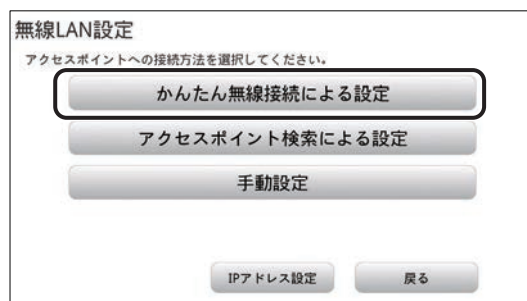 無線LAN設定
アクセスポイントへの接続方法を選択してください。
かんたん無線接続による設定
アクセスポイント検索による設定
手動設定
IPアドレス設定 戻る